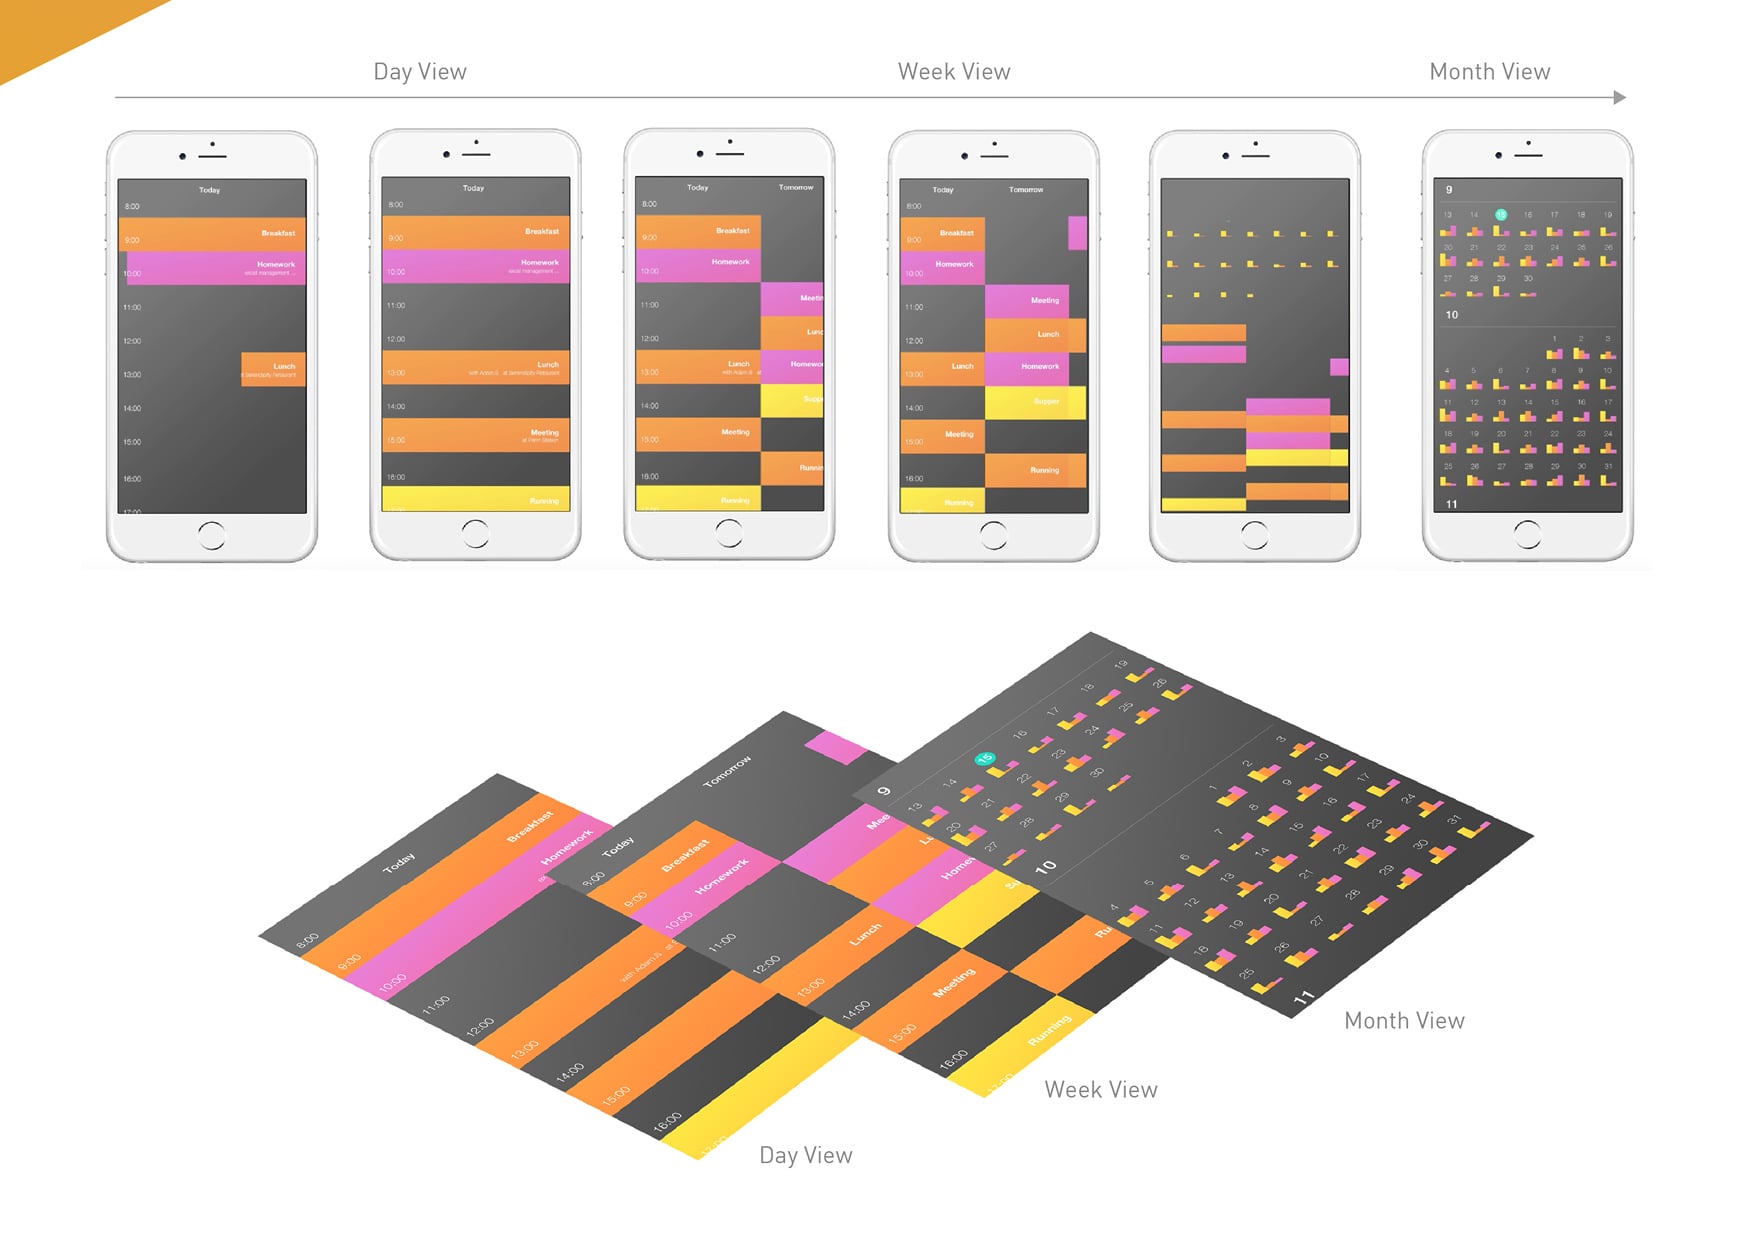 Day View
Week View
Month View
Today
8:00
Breakfast
9:00
Homework
10:00
11:00
12:00
Lunch
at Serendipity Retaurant
13:00
14:00
15:00
16:00
17:00
Today
8:00
Breakfast
9:00
Homework
10:00
11:00
12:00
Lunch
with Adam.B at Serendipity Retaurant
13:00
14:00
Meeting
at Penn Station
15:00
16:00
Running
Today Tomorrow
8:00
Breakfast
9:00
Homework
10:00
Meetin
11:00
Lunc
12:00
Lunch Homewo
13:00
Supp
14:00
Meeting
15:00
Runnin
16:00
Running
Today Tomorrow
8:00
Breakfast
9:00
Homework
10:00
Meeting
11:00
Lunch
12:00
Lunch Homework
13:00
Supper
14:00
Meeting
15:00
Running
16:00
Running
9
13 14 15 16 17 18 19
20 21 22 23 24 25 26
27 28 29 30
10
1 2 3
4 5 6 7 8 9 10
11 12 13 14 15 16 17
18 19 20 21 22 23 24
25 26 27 28 29 30 31
11
Today
8:00
Breakfast
9:00
Homework
10:00
11:00
12:00
with Adam.B
13:00
14:00
15:00
16:00
Day View
Today Tomorrow
8:00
Breakfast
9:00
Homework
10:00
Mee
11:00
12:00
Lunch Homew
13:00
Su
14:00
Meeting
15:00
Ru
16:00
Running
Week View
9
13 14 15 16 17 18 19
20 21 22 23 24 25 26
27 28 29 30
10
1 2 3
4 5 6 7 8 9 10
11 12 13 14 15 16 17
18 19 20 21 22 23 24
25 26 27 28 29 30 31
11
Month View